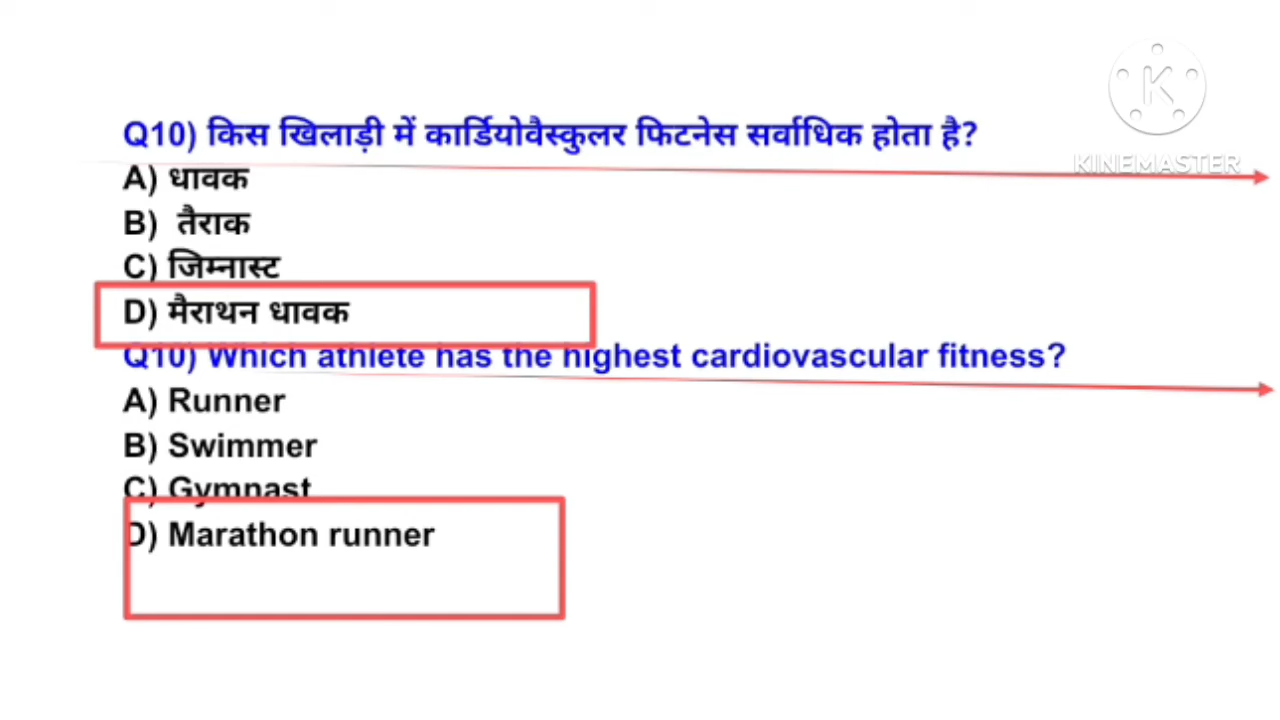 Q10) किस खिलाड़ी में कार्डियोवैस्कुलर फिटनेस सर्वाधिक होता है?
A) धावक
B) तैराक
C) जिम्नास्ट
D) मैराथन धावक
Q10) Which athlete has the highest cardiovascular fitness?
A) Runner
B) Swimmer
C) Gymnast
D) Marathon runner
K
KINEMASTER